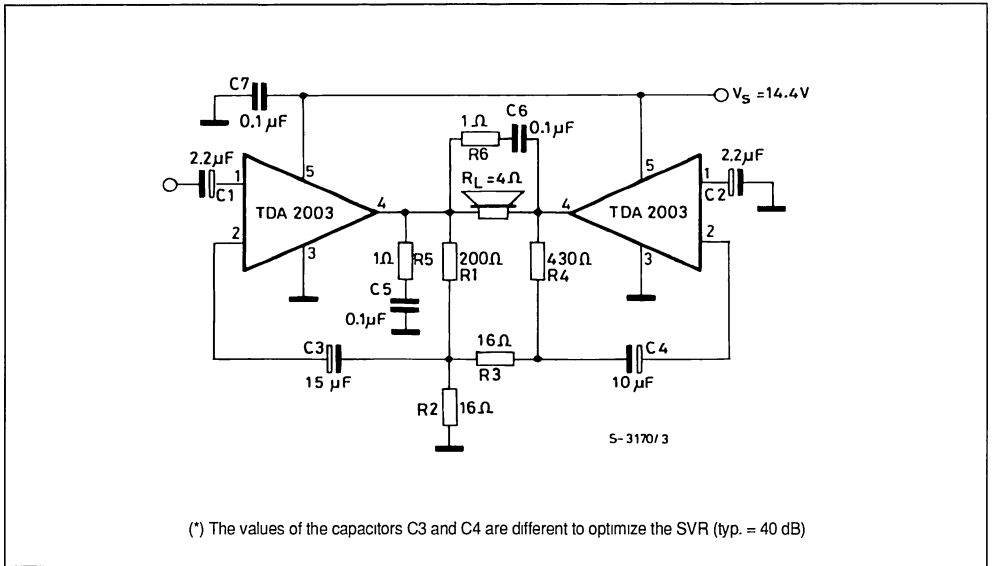 C7
0.1 µF
V_S =14.4V
1Ω
C6
0.1µF
R6
2.2µF
5
5
2.2µF
1
C1
R_L =4Ω
1
C2
TDA 2003
4
4
TDA 2003
2
2
3
1Ω
R5
200Ω
R1
430Ω
R4
3
C5
0.1µF
C3
15 µF
16Ω
R3
C4
10 µF
R2
16Ω
S-3170/3
(*) The values of the capacitors C3 and C4 are different to optimize the SVR (typ. = 40 dB)